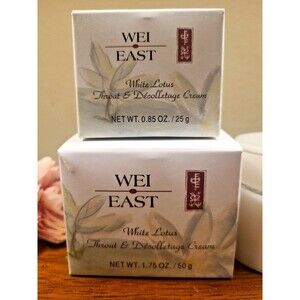 WEI
EAST
White Lotus
Throat & Décolletage Cream
NET WT. 0.85 OZ. / 25 g
WEI
EAST
White Lotus
Throat & Décolletage Cream
NET WT. 1.75 OZ. / 50 g